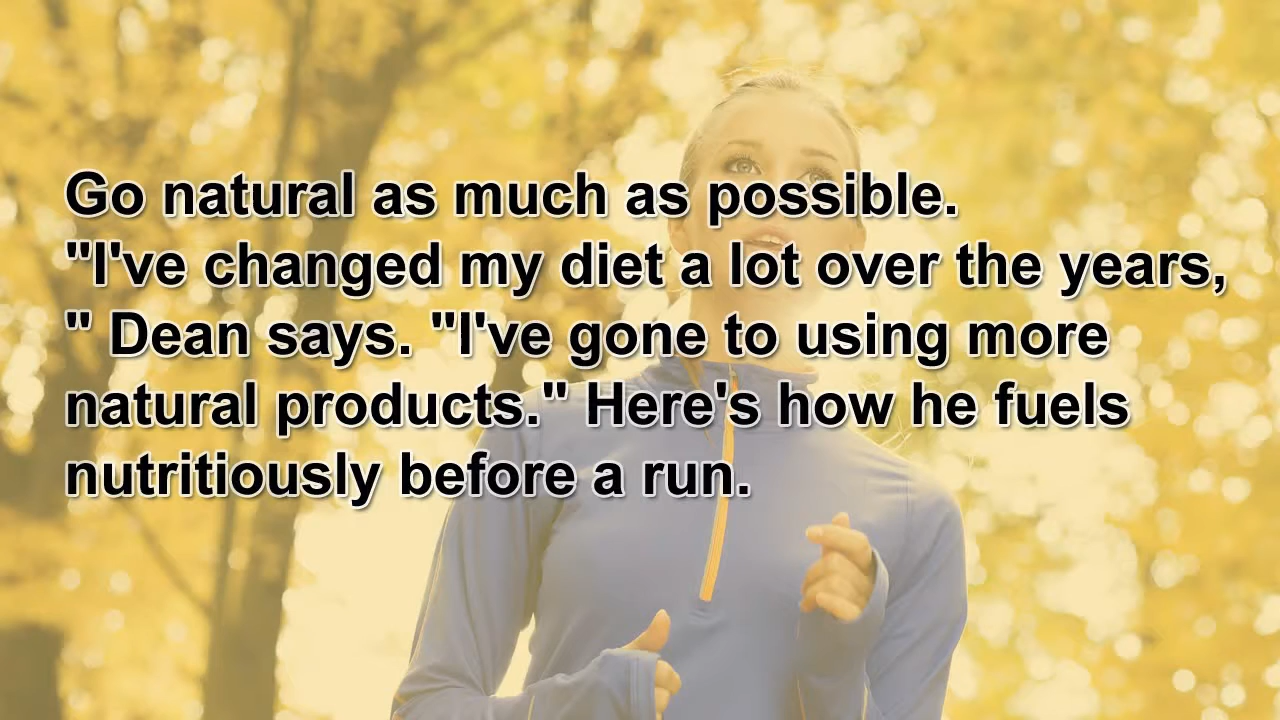 Go natural as much as possible.
"I've changed my diet a lot over the years,
" Dean says. "I've gone to using more
natural products." Here's how he fuels
nutritiously before a run.